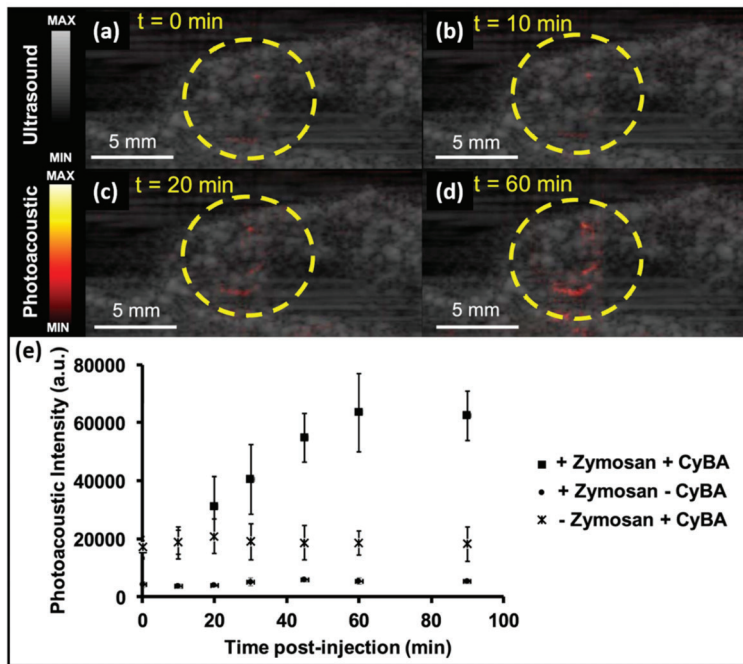 MAX
Ultrasound
MIN
(a) t = 0 min
5 mm
(b) t = 10 min
5 mm
MAX
Photoacoustic
MIN
(c) t = 20 min
5 mm
(d) t = 60 min
5 mm
(e)
Photoacoustic Intensity (a.u.)
80000
60000
40000
20000
0
0 20 40 60 80 100
Time post-injection (min)
+ Zymosan + CyBA
+ Zymosan - CyBA
- Zymosan + CyBA